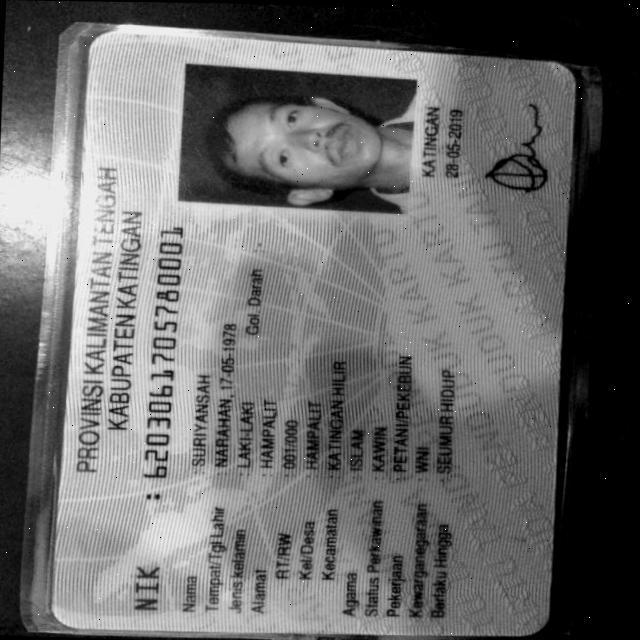 PROVINSI KALIMANTAN TENGAH
KABUPATEN KATINGAN
NIK : 6203061705780001
Nama : SURIYANSAH
Tempat/Tgl Lahir : NARAHAN, 17-05-1978
Jenis kelamin : LAKI-LAKI Gol. Darah
Alamat : HAMPALIT
RT/RW : 001/000
Kel/Desa : HAMPALIT
Kecamatan : KATINGAN HILIR
Agama : ISLAM
Status Perkawinan : KAWIN
Pekerjaan : PETANI/PEKEBUN
Kewarganegaraan : WNI
Berlaku Hingga : SEUMUR HIDUP
KATINGAN
28-05-2019